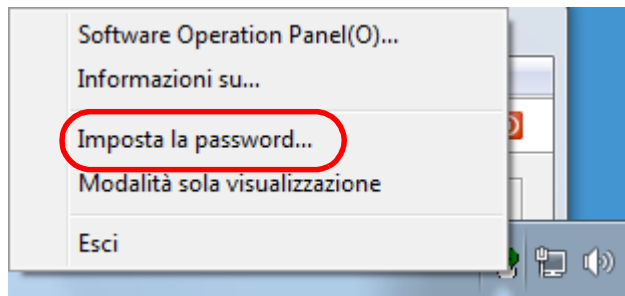 Software Operation Panel(O)...
Informazioni su...
Imposta la password...
Modalità sola visualizzazione
Esci